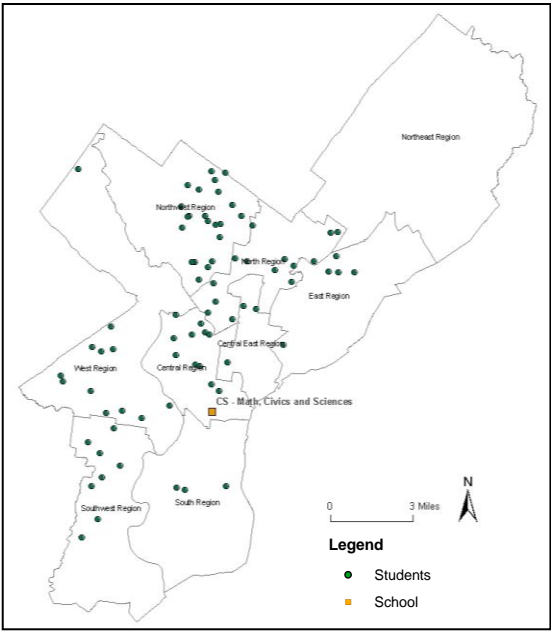 Northeast Region
Northwest Region
North Region
East Region
Central East Region
West Region
Central Region
CS - Math, Civics and Sciences
South Region
Southwest Region
N
0 3 Miles
Legend
Students
School